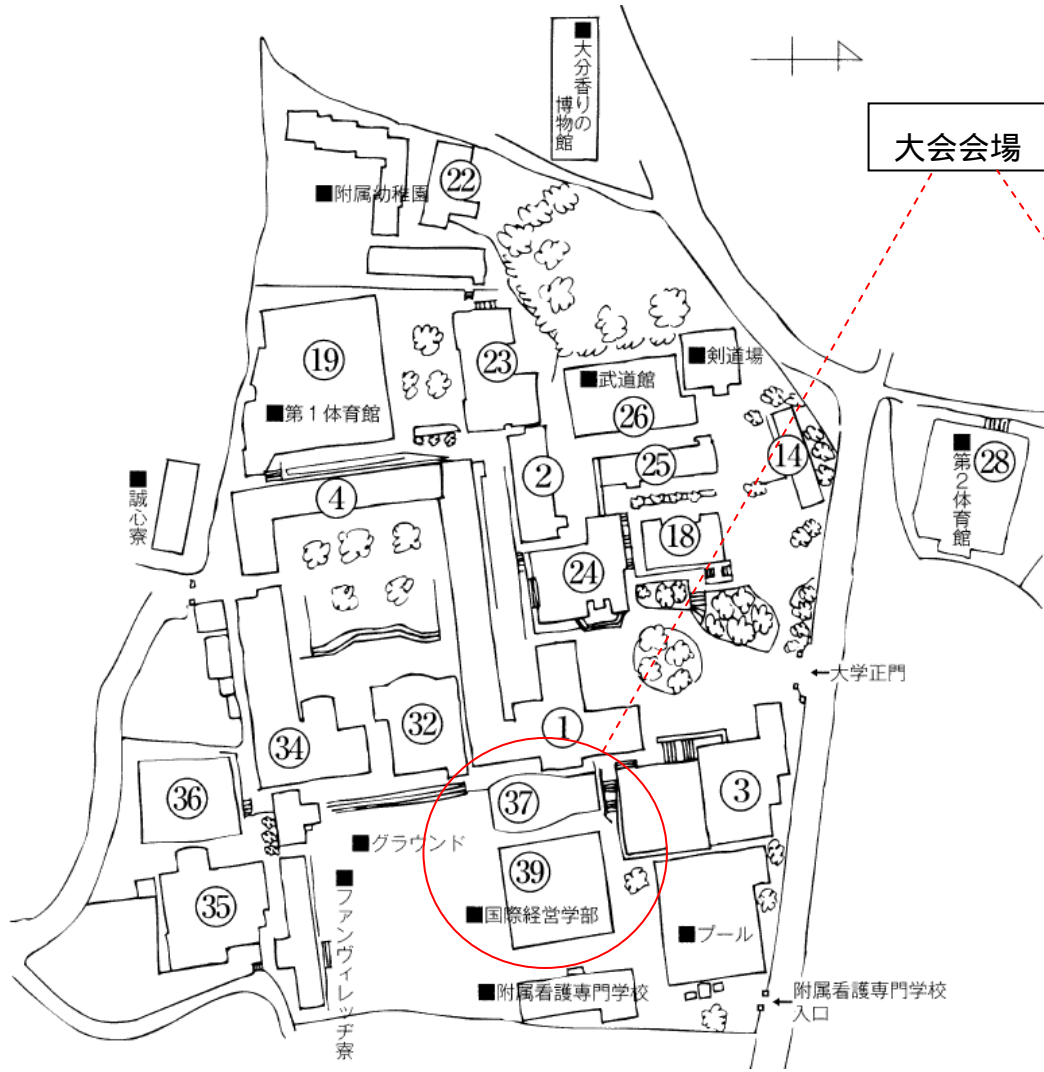 ■大分香りの
博物館
大会会場
■附属幼稚園
22
19
■第1体育館
23
■剣道場
■武道館
26
2
25
14
■第2体育館
28
■誠心寮
4
18
24
←大学正門
1
32
34
3
36
37
■グラウンド
39
■国際経営学部
35
■ファンヴィレッヂ寮
■プール
■附属看護専門学校
←附属看護専門学校
入口